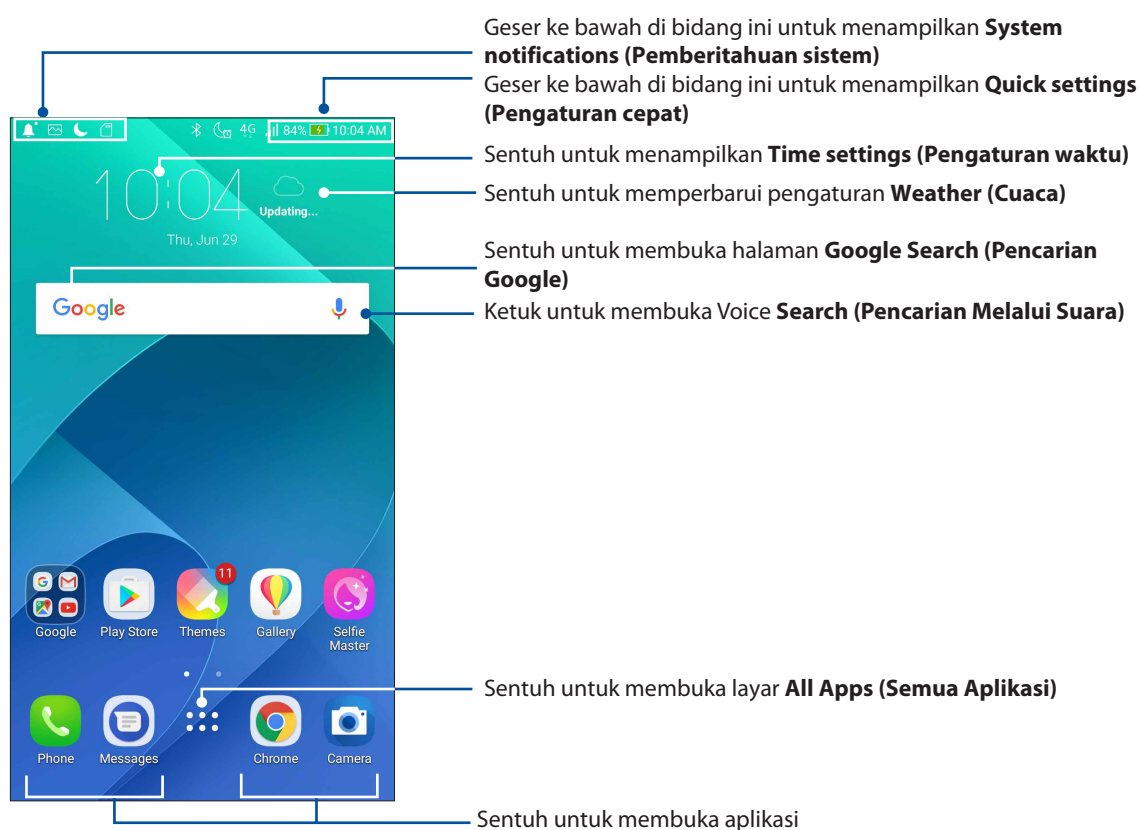 Geser ke bawah di bidang ini untuk menampilkan System
notifications (Pemberitahuan sistem)
Geser ke bawah di bidang ini untuk menampilkan Quick settings
(Pengaturan cepat)
4G 84% 10:04 AM
10:04
Updating...
Thu, Jun 29
Sentuh untuk menampilkan Time settings (Pengaturan waktu)
Sentuh untuk memperbarui pengaturan Weather (Cuaca)
Sentuh untuk membuka halaman Google Search (Pencarian
Google)
Google
Ketuk untuk membuka Voice Search (Pencarian Melalui Suara)
11
Google Play Store Themes Gallery Selfie
Master
Sentuh untuk membuka layar All Apps (Semua Aplikasi)
Phone Messages Chrome Camera
Sentuh untuk membuka aplikasi